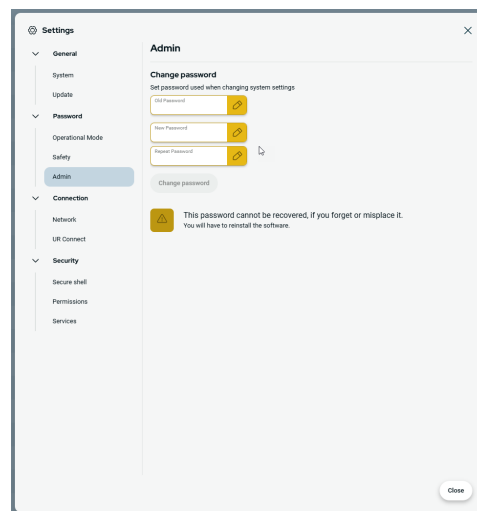 Settings
General
System
Update
Password
Operational Mode
Safety
Admin
Connection
Network
UR Connect
Security
Secure shell
Permissions
Services
Admin
Change password
Set password used when changing system settings
Old Password
New Password
Repeat Password
Change password
This password cannot be recovered, if you forget or misplace it.
You will have to reinstall the software.
Close